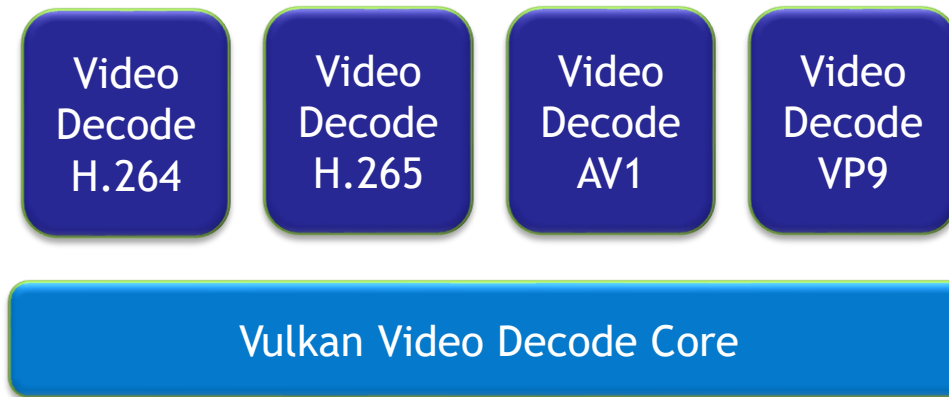 Video
Decode
H.264
Video
Decode
H.265
Video
Decode
AV1
Video
Decode
VP9
Vulkan Video Decode Core